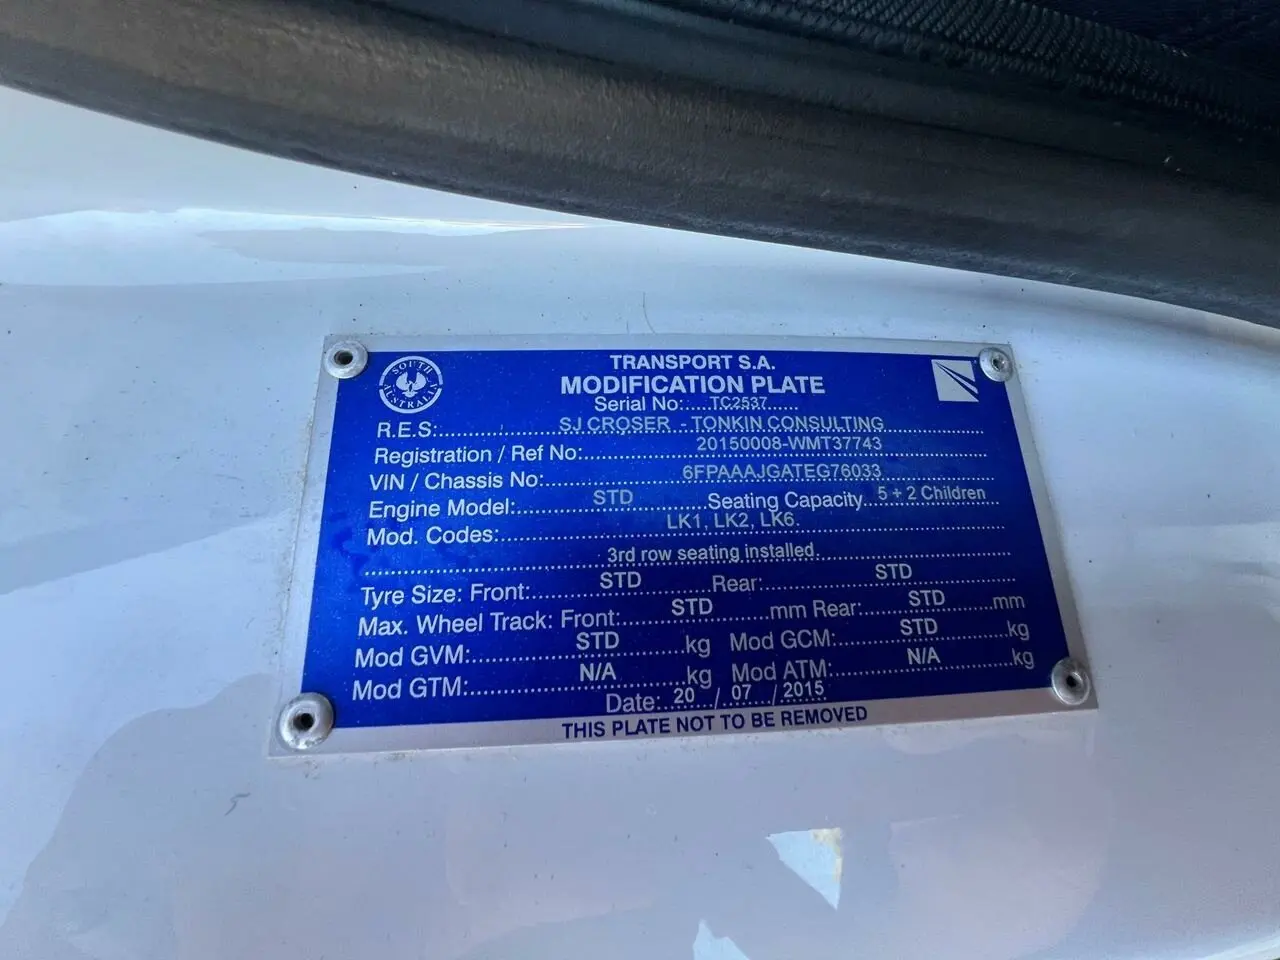 SOUTH AUSTRALIA
TRANSPORT S.A.
MODIFICATION PLATE
Serial No:....TC2537......
R.E.S:......SJ CROSER - TONKIN CONSULTING
Registration / Ref No:......20150008-WMT37743
VIN / Chassis No:......6FPAAAJGATEG76033
Engine Model:......STD......Seating Capacity...5 + 2 Children
Mod. Codes:......LK1, LK2, LK6.
......3rd row seating installed......
Tyre Size: Front:......STD......Rear:......STD......
Max. Wheel Track: Front:......STD......mm Rear:......STD......mm
Mod GVM:......STD......kg Mod GCM:......STD......kg
Mod GTM:......N/A......kg Mod ATM:......N/A......kg
Date:..20../..07../..2015
THIS PLATE NOT TO BE REMOVED